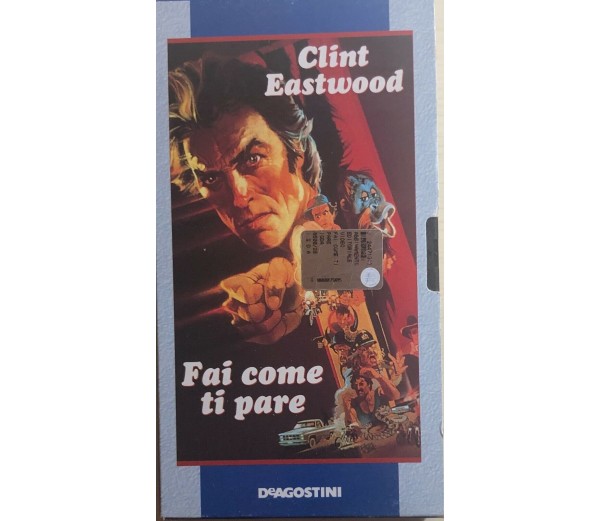 Clint
Eastwood
Fai come
ti pare
DeAGOSTINI